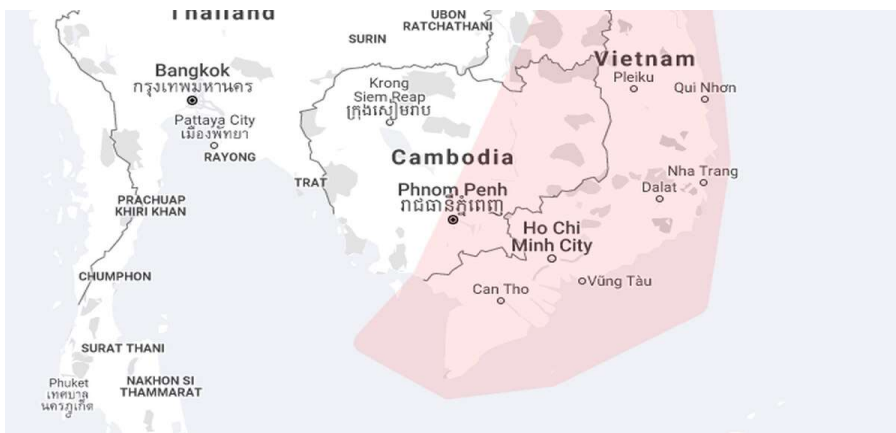 Thailand
UBON
RATCHATHANI
SURIN
Vietnam
Bangkok
กรุงเทพมหานคร
Krong
Siem Reap
ក្រុងសៀមរាប
Pleiku
Qui Nhơn
Pattaya City
เมืองพัทยา
RAYONG
Cambodia
TRAT
Phnom Penh
រាជធានីភ្នំពេញ
Nha Trang
Dalat
PRACHUAP
KHIRI KHAN
Ho Chi
Minh City
CHUMPHON
Can Tho
Vũng Tàu
SURAT THANI
Phuket
เทศบาล
นครภูเก็ต
NAKHON SI
THAMMARAT